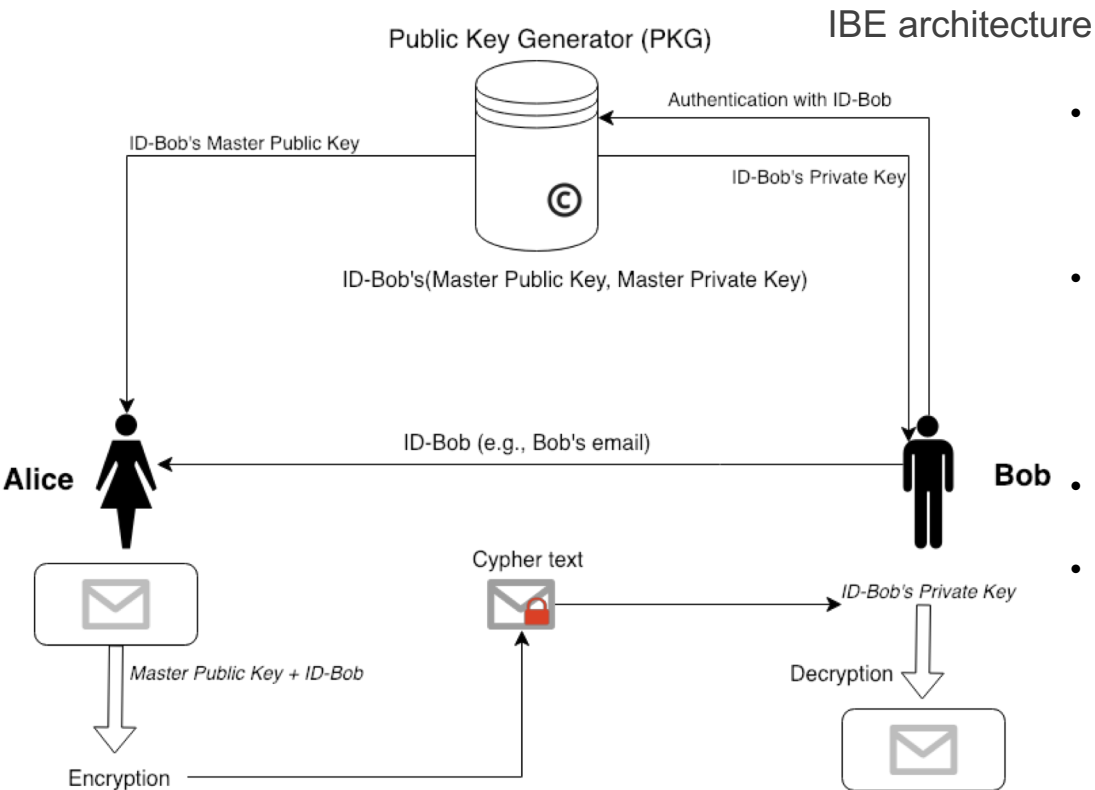 IBE architecture
Public Key Generator (PKG)
Authentication with ID-Bob
ID-Bob's Master Public Key
ID-Bob's Private Key
©
ID-Bob's(Master Public Key, Master Private Key)
ID-Bob (e.g., Bob's email)
Alice
Bob
Cypher text
ID-Bob's Private Key
Master Public Key + ID-Bob
Decryption
Encryption